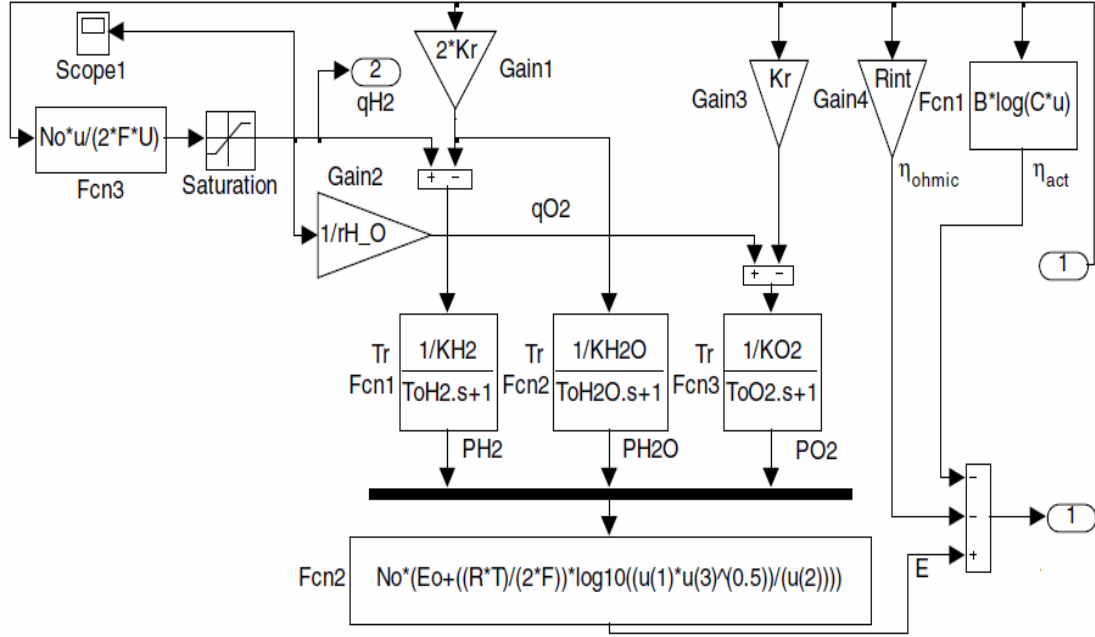 Scope1
2
qH2
2*Kr
Gain1
Kr
Gain3
Rint
Gain4
Fcn1
B*log(C*u)
No*u/(2*F*U)
Fcn3
Saturation
Gain2
+ -
ηohmic
ηact
1/rH_O
qO2
+ -
1
Tr
Fcn1
1/KH2
ToH2.s+1
Tr
Fcn2
1/KH2O
ToH2O.s+1
Tr
Fcn3
1/KO2
ToO2.s+1
PH2
PH2O
PO2
-
-
+
1
E
Fcn2
No*(Eo+((R*T)/(2*F))*log10((u(1)*u(3)^(0.5))/(u(2))))